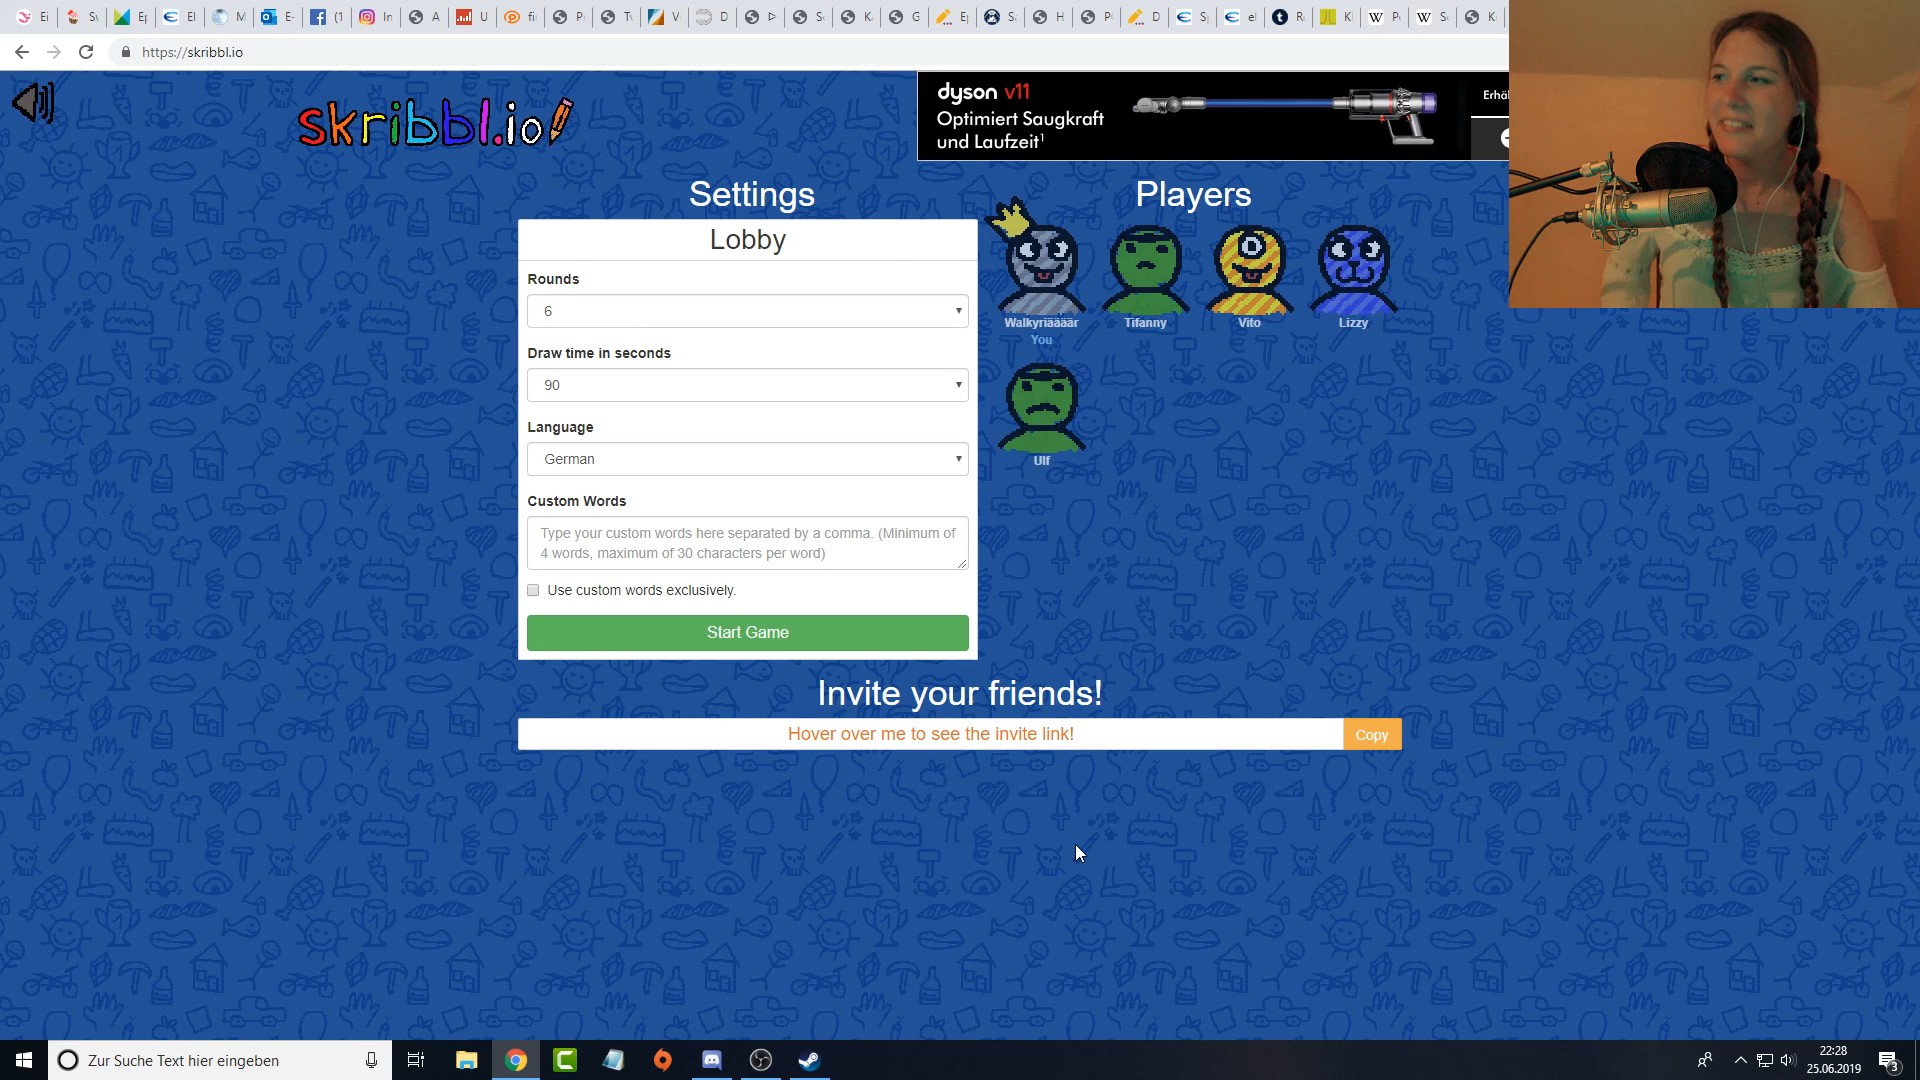 https://skribbl.io
skribbl.io
dyson v11
Optimiert Saugkraft
und Laufzeit¹
Settings
Players
Lobby
Rounds
6
Draw time in seconds
90
Language
German
Custom Words
Type your custom words here separated by a comma. (Minimum of
4 words, maximum of 30 characters per word)
Use custom words exclusively.
Start Game
Walkyriäääär
You
Tifanny
Vito
Lizzy
Ulf
Invite your friends!
Hover over me to see the invite link!
Copy
Zur Suche Text hier eingeben
22:28
25.06.2019
3